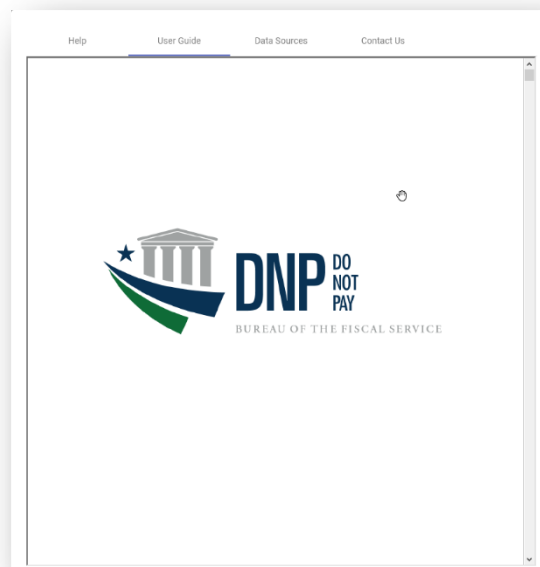 Help User Guide Data Sources Contact Us
DNP DO
NOT
PAY
BUREAU OF THE FISCAL SERVICE